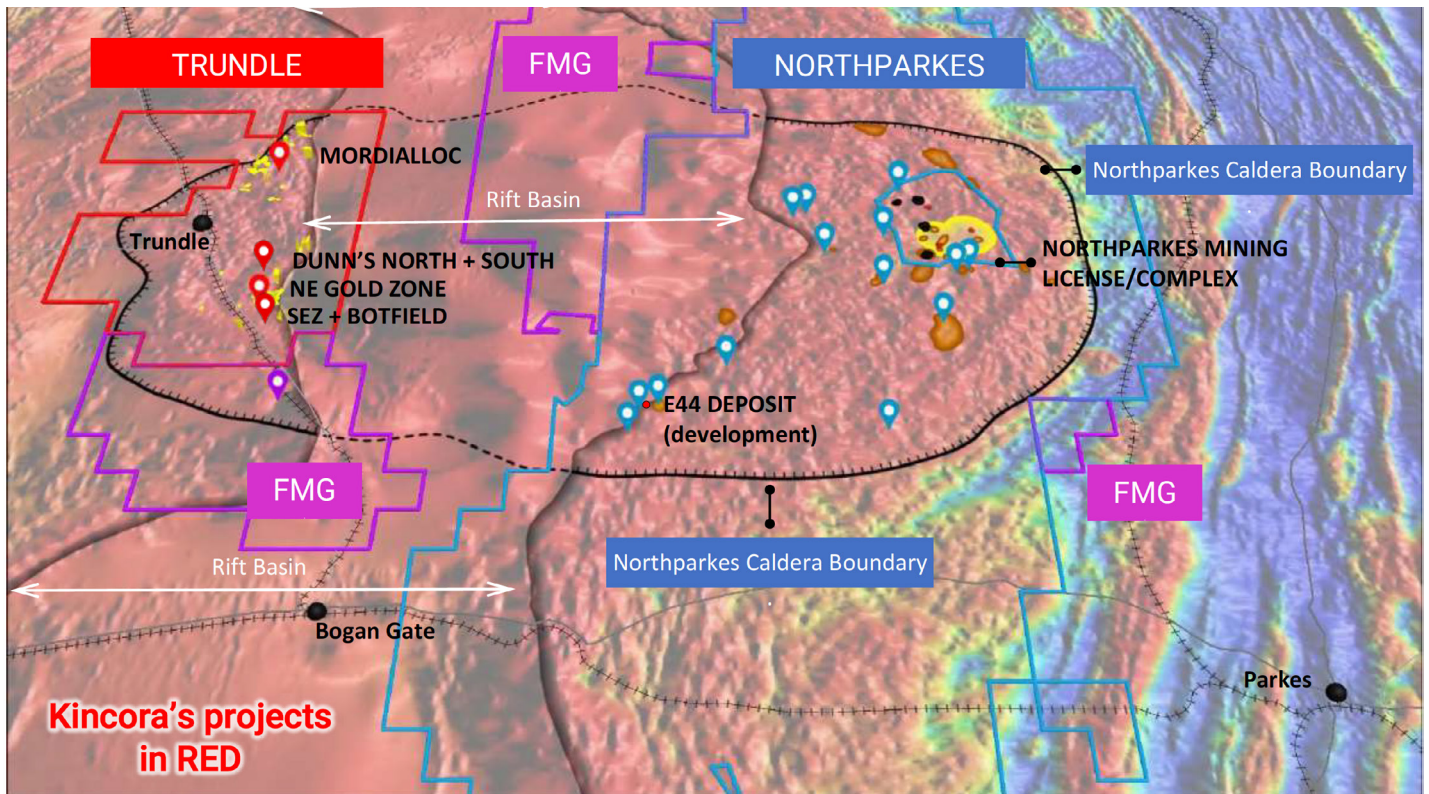 TRUNDLE
FMG
NORTHPARKES
MORDIALLOC
Northparkes Caldera Boundary
Rift Basin
Trundle
NORTHPARKES MINING
LICENSE/COMPLEX
DUNN'S NORTH + SOUTH
NE GOLD ZONE
SEZ + BOTFIELD
E44 DEPOSIT
(development)
FMG
FMG
Northparkes Caldera Boundary
Rift Basin
Bogan Gate
Parkes
Kincora's projects
in RED